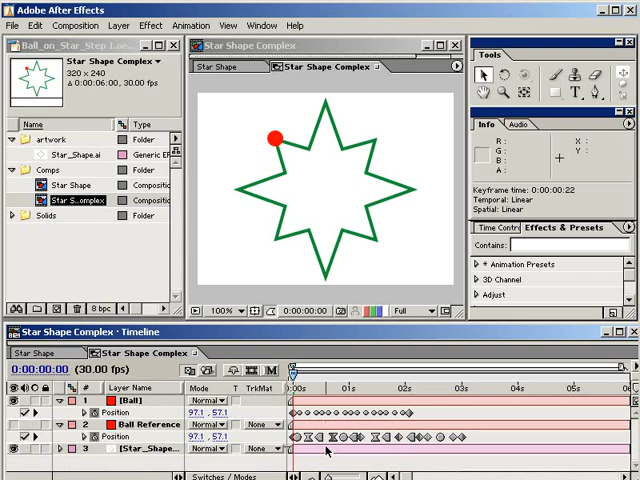 Adobe After Effects
File Edit Composition Layer Effect Animation View Window Help
Ball_on_Star_Step
Star Shape Complex
320 x 240
Δ 0:00:06:00, 30.00 fps
Name Type
artwork Folder
Star_Shape.ai Generic E
Comps Folder
Star Shape Compositio
Star S..omplex Compositio
Solids Folder
8 bpc
Star Shape Complex
Star Shape Star Shape Complex
100% 0:00:00:00 Full
Tools
Info Audio
R : X :
G : Y :
B :
A :
Keyframe time: 0:00:00:22
Temporal: Linear
Spatial: Linear
Time Contr Effects & Presets
Contains:
* Animation Presets
3D Channel
Adjust
Star Shape Complex • Timeline
Star Shape Star Shape Complex
0:00:00:00 (30.00 fps)
# Layer Name Mode T TrkMat
:00s 01s 02s 03s 04s 05s 06s
1 [Ball] Normal
Position 97.1 , 57.1
2 Ball Reference Normal None
Position 97.1 , 57.1
3 [Star_Shape... Normal None
Switches / Modes